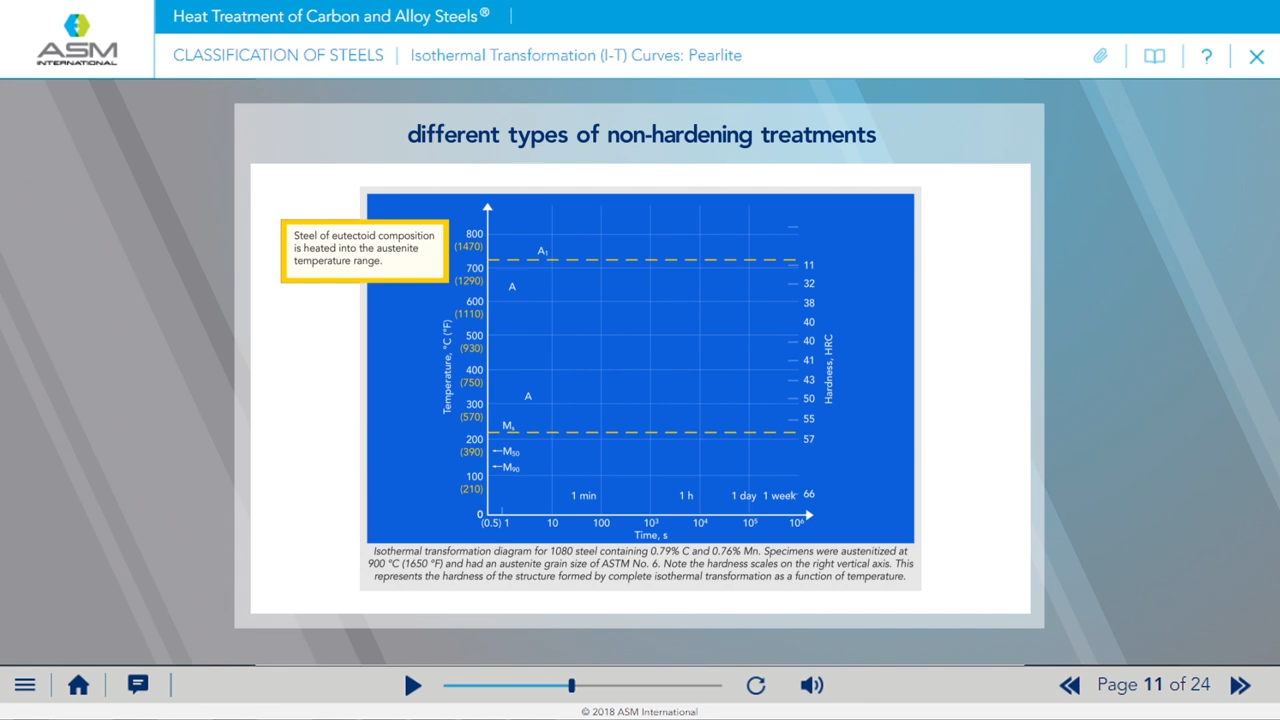 Heat Treatment of Carbon and Alloy Steels®
ASM
INTERNATIONAL
CLASSIFICATION OF STEELS | Isothermal Transformation (I-T) Curves: Pearlite
?
different types of non-hardening treatments
Steel of eutectoid composition
is heated into the austenite
temperature range.
Temperature, °C (°F)
800
(1470)
700
(1290)
600
(1110)
500
(930)
400
(750)
300
(570)
200
(390)
100
(210)
0
A₁
A
A
Mₛ
←M₅₀
←M₉₀
11
32
38
40
40
41
43
50
55
57
66
Hardness, HRC
1 min
1 h
1 day
1 week
(0.5) 1 10 100 10³ 10⁴ 10⁵ 10⁶
Time, s
Isothermal transformation diagram for 1080 steel containing 0.79% C and 0.76% Mn. Specimens were austenitized at
900 °C (1650 °F) and had an austenite grain size of ASTM No. 6. Note the hardness scales on the right vertical axis. This
represents the hardness of the structure formed by complete isothermal transformation as a function of temperature.
Page 11 of 24
© 2018 ASM International